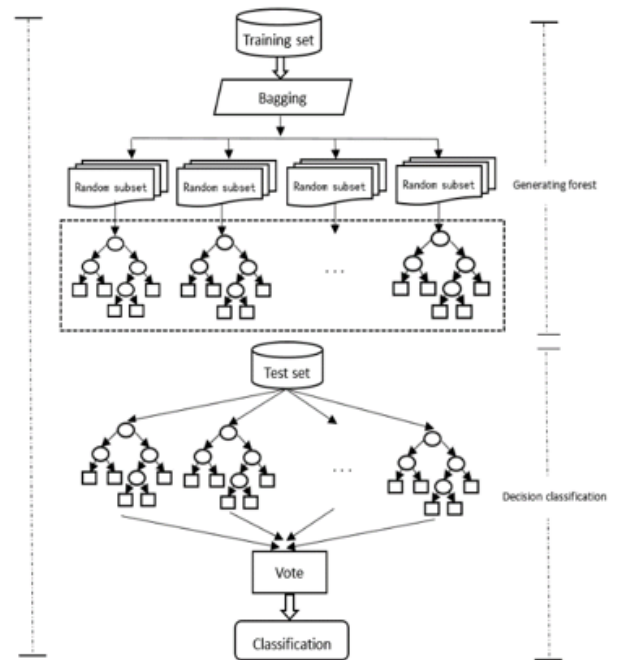 Training set
Bagging
Random subset Random subset Random subset Random subset
Generating forest
...
Test set
...
Decision classification
Vote
Classification